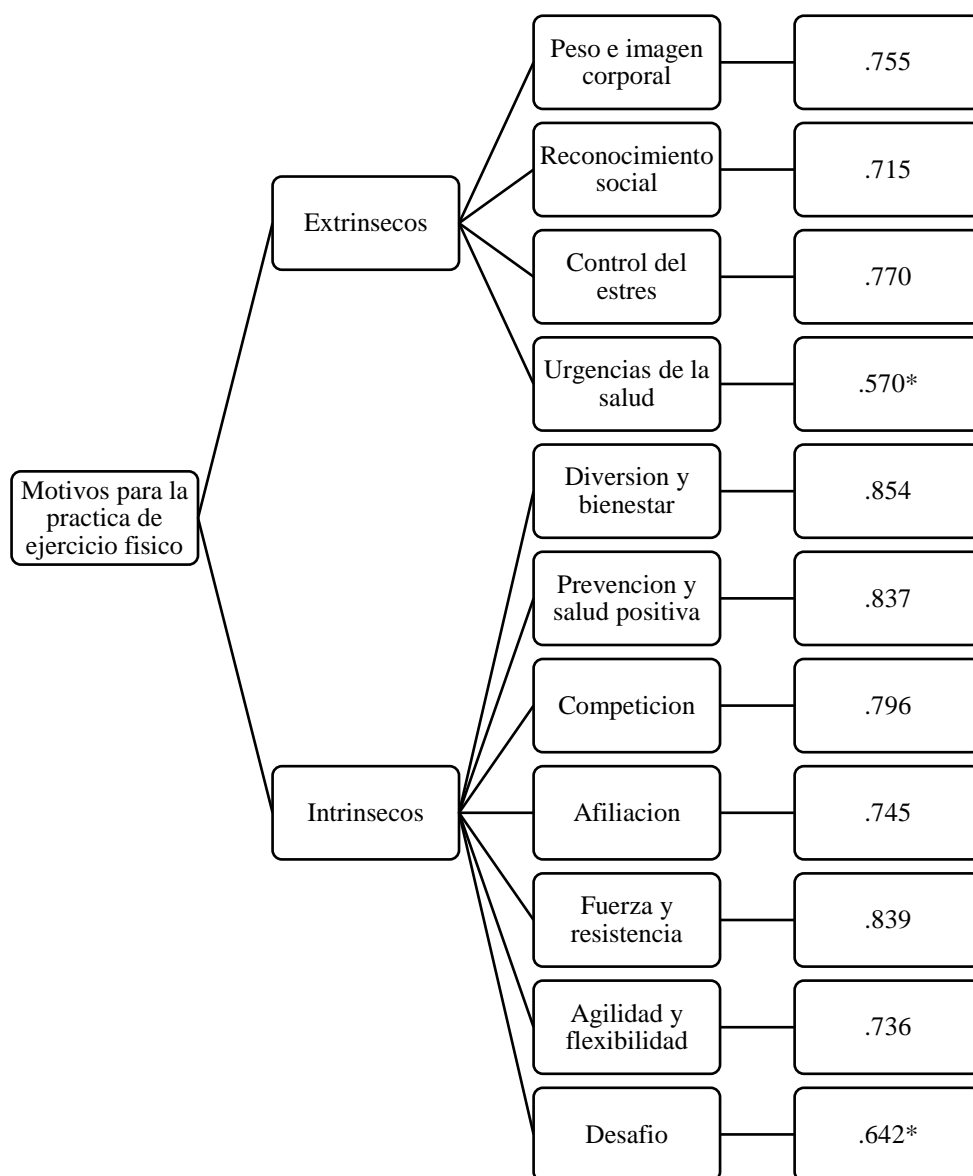 Peso e imagen
corporal
.755
Reconocimiento
social
.715
Extrinsecos
Control del
estres
.770
Urgencias de la
salud
.570*
Motivos para la
practica de
ejercicio fisico
Diversion y
bienestar
.854
Prevencion y
salud positiva
.837
Competicion
.796
Intrinsecos
Afiliacion
.745
Fuerza y
resistencia
.839
Agilidad y
flexibilidad
.736
Desafio
.642*